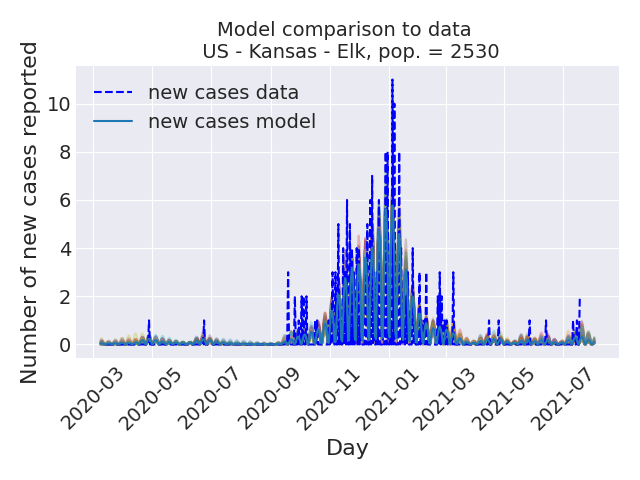 Model comparison to data
US - Kansas - Elk, pop. = 2530
Number of new cases reported
new cases data
new cases model
10
8
6
4
2
0
2020-03
2020-05
2020-07
2020-09
2020-11
2021-01
2021-03
2021-05
2021-07
Day